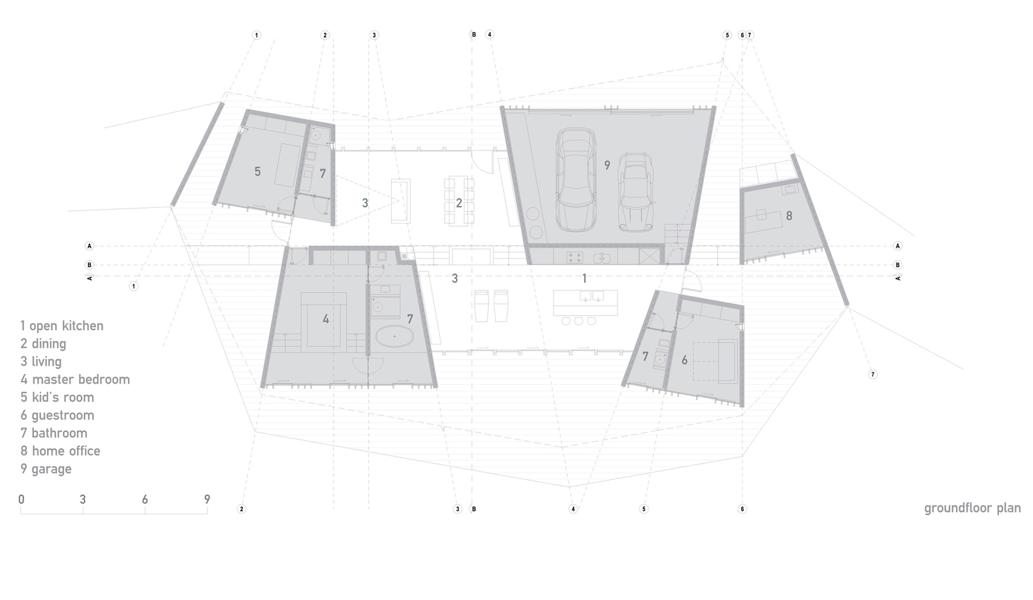 1 2 3 B 4 5 6 7
5 7 3 2 9 8
A A
B B
A A
1
3 1
4 7 7 6
1 open kitchen
2 dining
3 living
4 master bedroom
5 kid's room
6 guestroom
7 bathroom
8 home office
9 garage
7
0 3 6 9
2 3 B 4 5 6
groundfloor plan